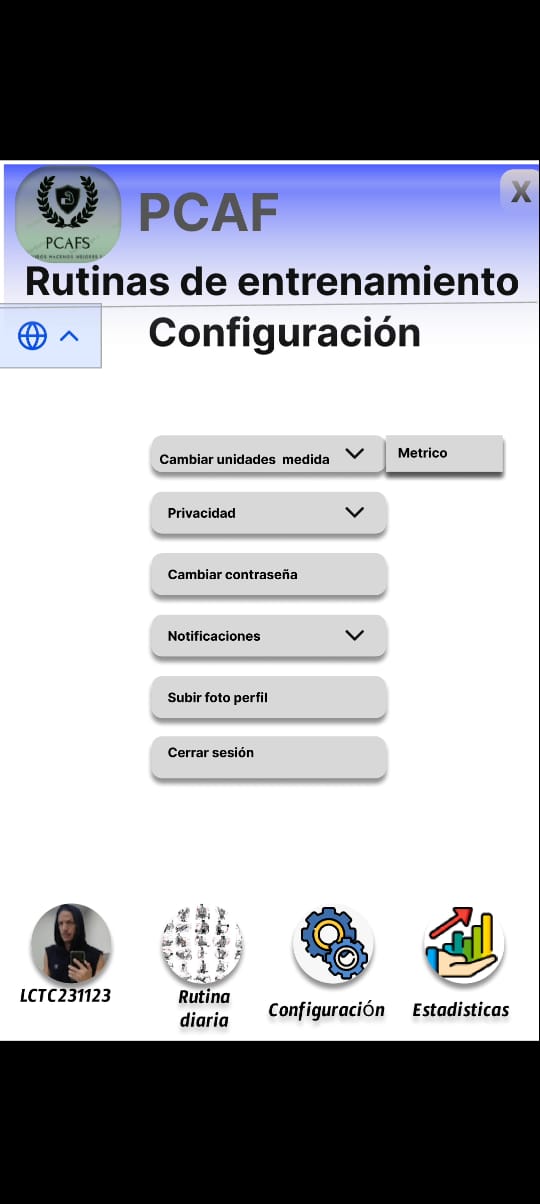 PCAFS
PCAF
X
Rutinas de entrenamiento
Configuración
Cambiar unidades medida
Metrico
Privacidad
Cambiar contraseña
Notificaciones
Subir foto perfil
Cerrar sesión
LCTC231123
Rutina
diaria
Configuración
Estadisticas